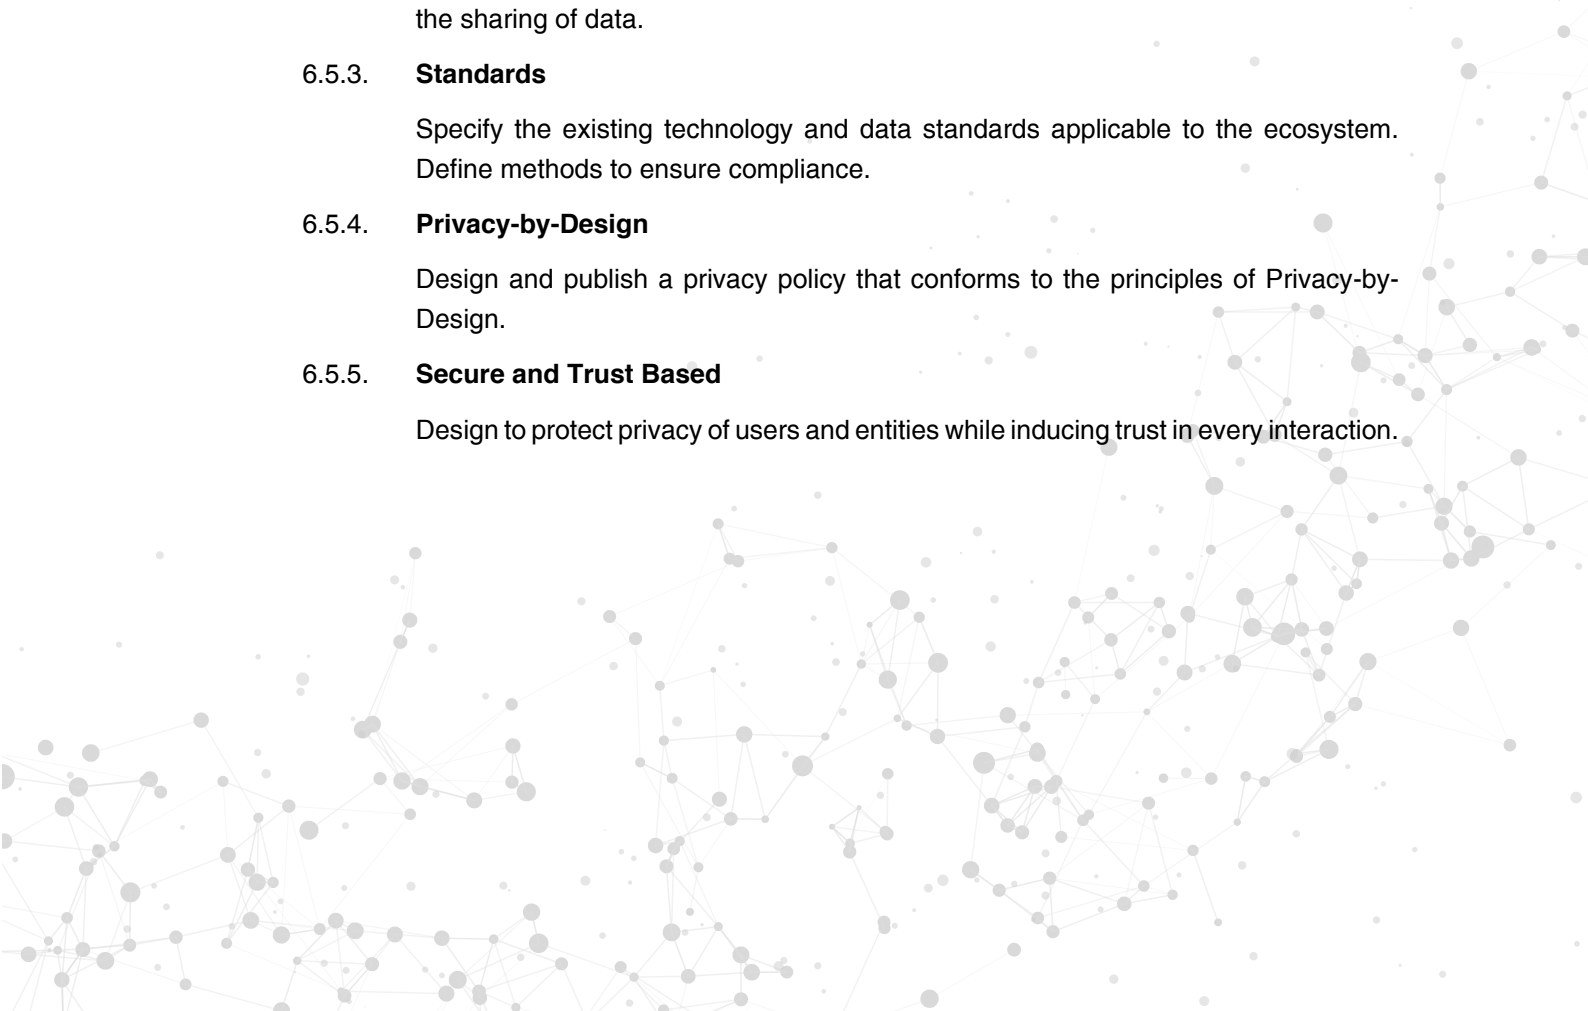 the sharing of data.
6.5.3. Standards
Specify the existing technology and data standards applicable to the ecosystem.
Define methods to ensure compliance.
6.5.4. Privacy-by-Design
Design and publish a privacy policy that conforms to the principles of Privacy-by-
Design.
6.5.5. Secure and Trust Based
Design to protect privacy of users and entities while inducing trust in every interaction.